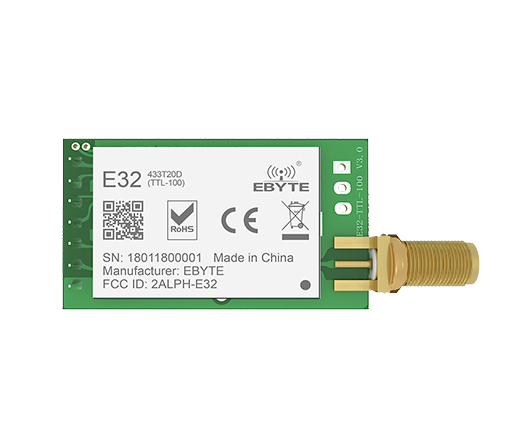 E32 433T20D
(TTL-100)
EBYTE
RoHS
CE
SN: 18011800001 Made in China
Manufacturer: EBYTE
FCC ID: 2ALPH-E32
E32-TTL-100 V3.0